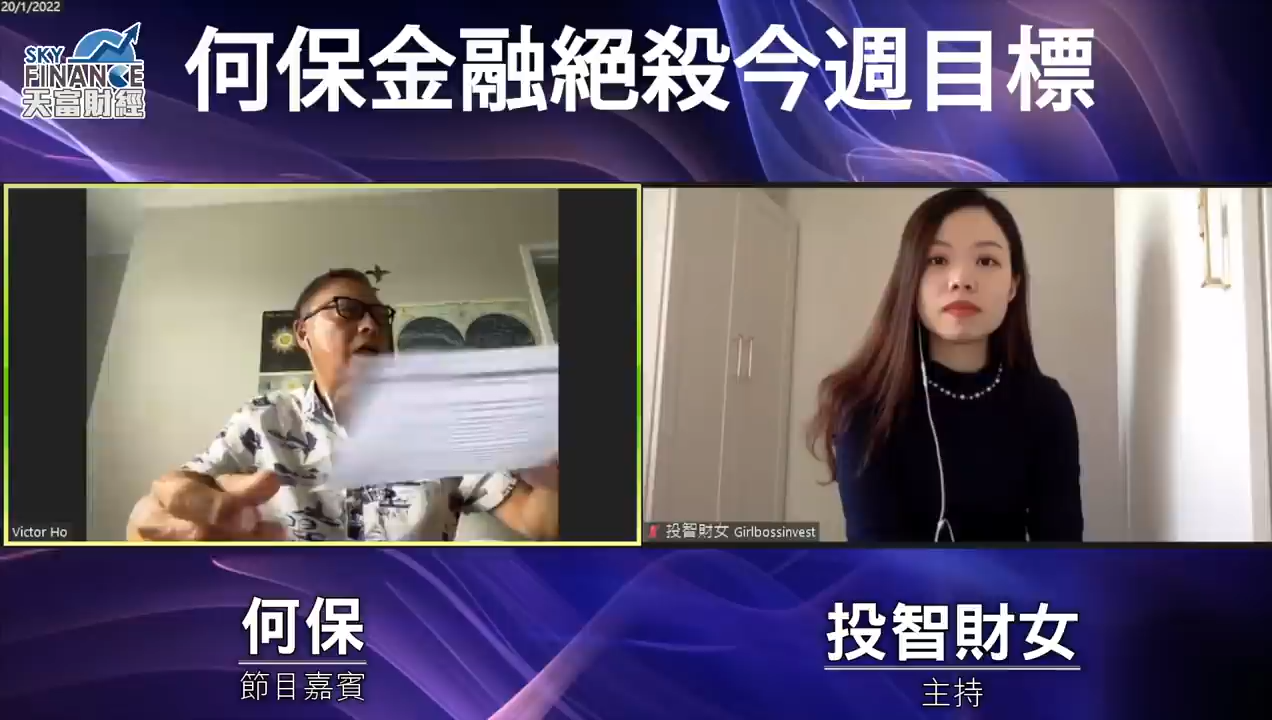 20/1/2022
SKY
FINANCE
天富財經
何保金融絕殺今週目標
Victor Ho
投智財女 Girlbossinvest
何保
節目嘉賓
投智財女
主持